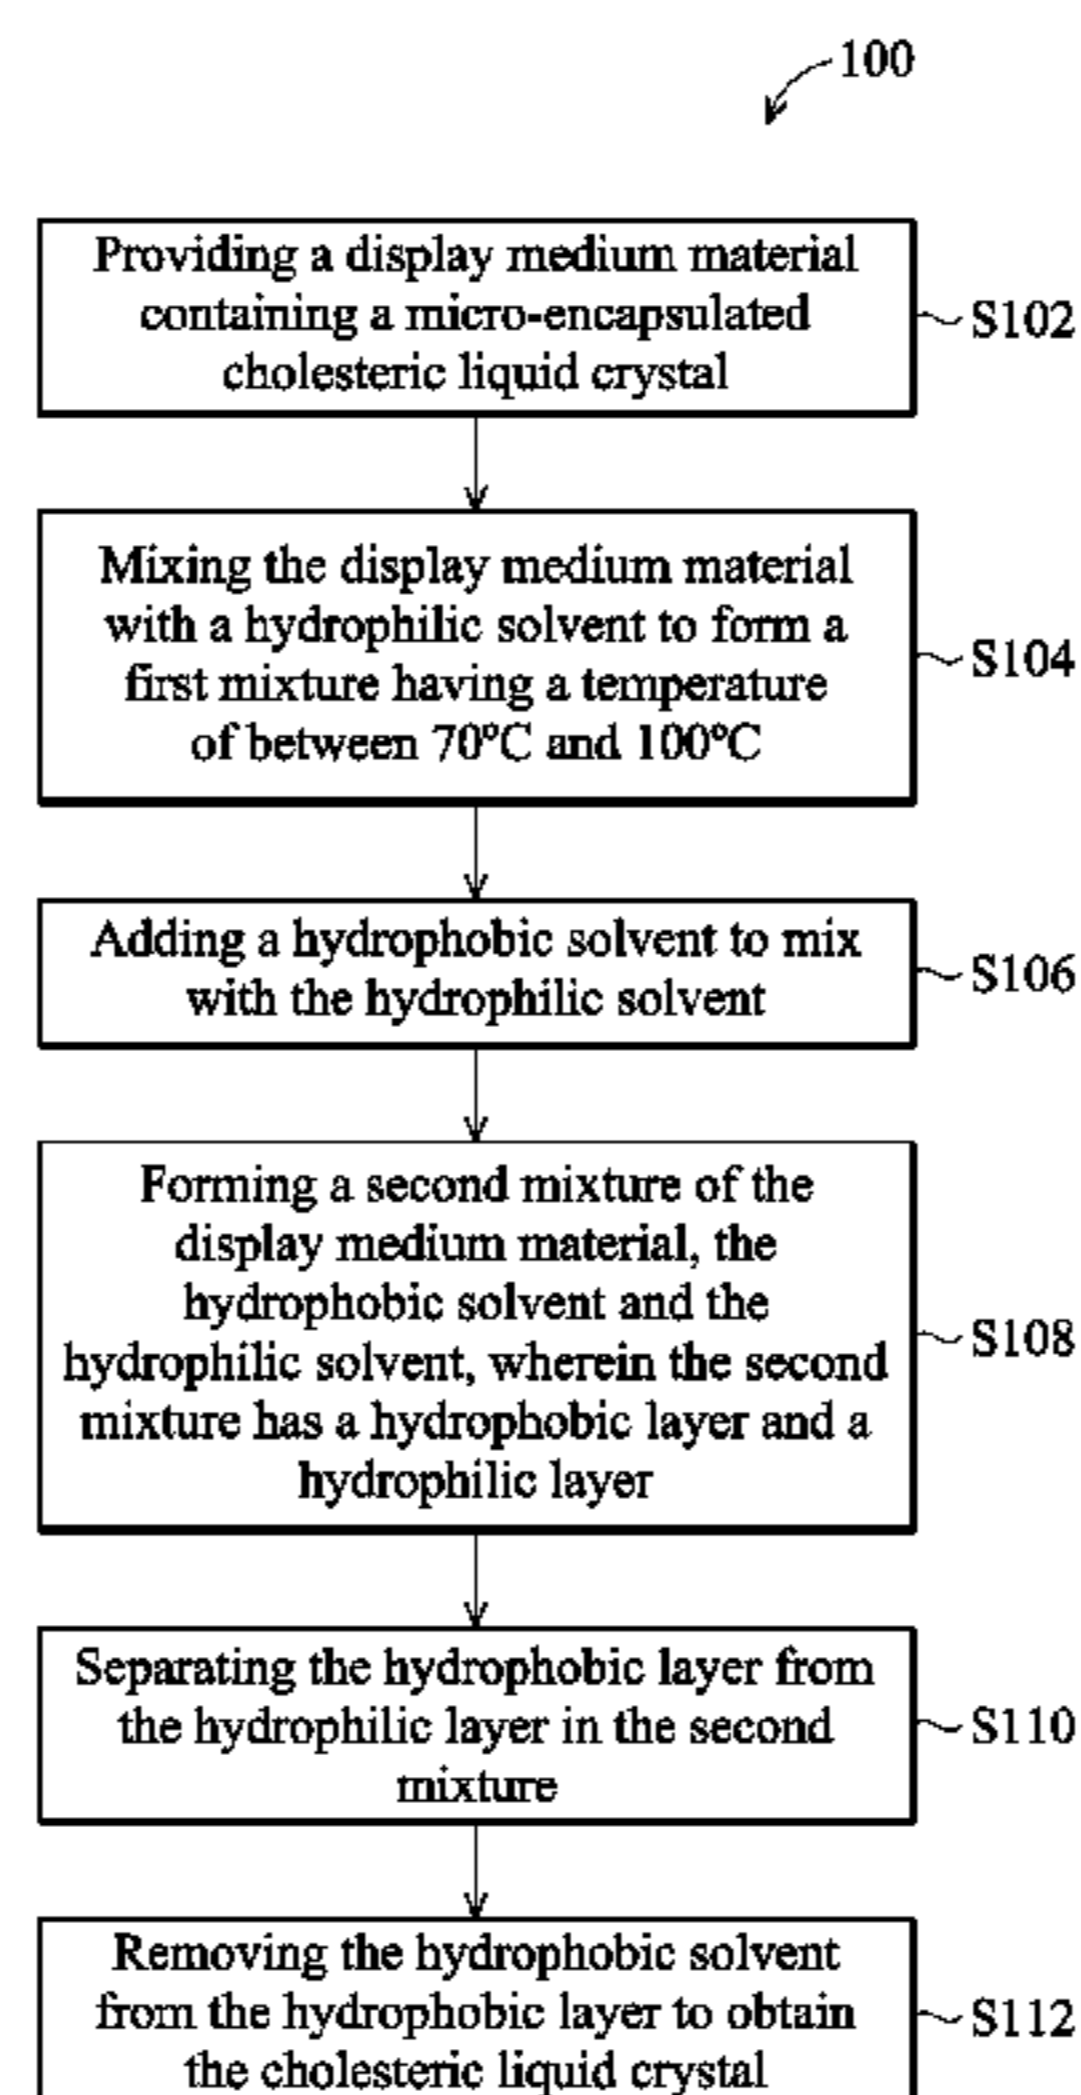 100
Providing a display medium material
containing a micro-encapsulated
cholesteric liquid crystal
S102
Mixing the display medium material
with a hydrophilic solvent to form a
first mixture having a temperature
of between 70°C and 100°C
S104
Adding a hydrophobic solvent to mix
with the hydrophilic solvent
S106
Forming a second mixture of the
display medium material, the
hydrophobic solvent and the
hydrophilic solvent, wherein the second
mixture has a hydrophobic layer and a
hydrophilic layer
S108
Separating the hydrophobic layer from
the hydrophilic layer in the second
mixture
S110
Removing the hydrophobic solvent
from the hydrophobic layer to obtain
the cholesteric liquid crystal
S112